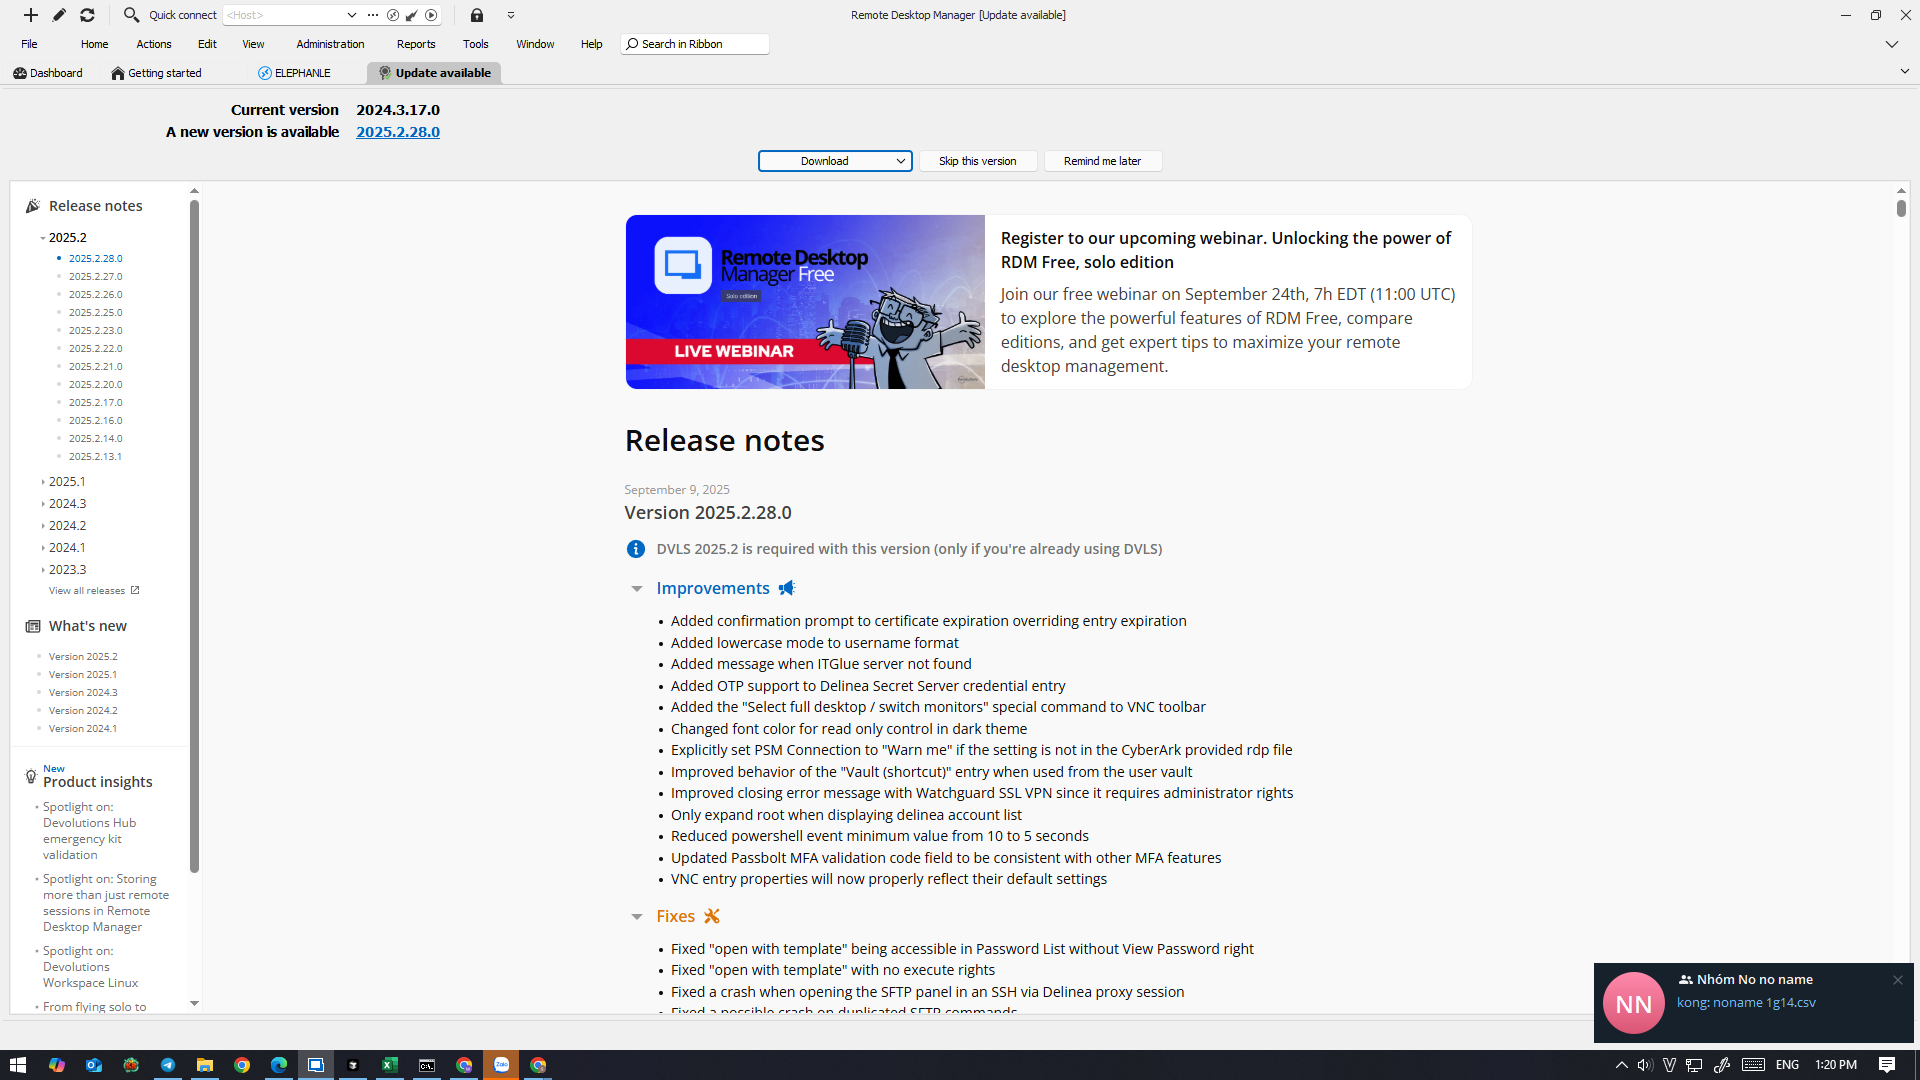 Quick connect
<Host>
Remote Desktop Manager [Update available]
File
Home
Actions
Edit
View
Administration
Reports
Tools
Window
Help
Search in Ribbon
Dashboard
Getting started
ELEPHANLE
Update available
Current version 2024.3.17.0
A new version is available 2025.2.28.0
Download
Skip this version
Remind me later
Release notes
2025.2
2025.2.28.0
2025.2.27.0
2025.2.26.0
2025.2.25.0
2025.2.23.0
2025.2.22.0
2025.2.21.0
2025.2.20.0
2025.2.17.0
2025.2.16.0
2025.2.14.0
2025.2.13.1
2025.1
2024.3
2024.2
2024.1
2023.3
View all releases
What's new
Version 2025.2
Version 2025.1
Version 2024.3
Version 2024.2
Version 2024.1
New
Product insights
Spotlight on:
Devolutions Hub
emergency kit
validation
Spotlight on: Storing
more than just remote
sessions in Remote
Desktop Manager
Spotlight on:
Devolutions
Workspace Linux
From flying solo to
Remote Desktop
Manager Free
Solo edition
LIVE WEBINAR
Register to our upcoming webinar. Unlocking the power of
RDM Free, solo edition
Join our free webinar on September 24th, 7h EDT (11:00 UTC)
to explore the powerful features of RDM Free, compare
editions, and get expert tips to maximize your remote
desktop management.
Release notes
September 9, 2025
Version 2025.2.28.0
DVLS 2025.2 is required with this version (only if you're already using DVLS)
Improvements
Added confirmation prompt to certificate expiration overriding entry expiration
Added lowercase mode to username format
Added message when ITGlue server not found
Added OTP support to Delinea Secret Server credential entry
Added the "Select full desktop / switch monitors" special command to VNC toolbar
Changed font color for read only control in dark theme
Explicitly set PSM Connection to "Warn me" if the setting is not in the CyberArk provided rdp file
Improved behavior of the "Vault (shortcut)" entry when used from the user vault
Improved closing error message with Watchguard SSL VPN since it requires administrator rights
Only expand root when displaying delinea account list
Reduced powershell event minimum value from 10 to 5 seconds
Updated Passbolt MFA validation code field to be consistent with other MFA features
VNC entry properties will now properly reflect their default settings
Fixes
Fixed "open with template" being accessible in Password List without View Password right
Fixed "open with template" with no execute rights
Fixed a crash when opening the SFTP panel in an SSH via Delinea proxy session
Fixed a possible crash on duplicated SFTP commands
NN
Nhóm No no name
kong: noname 1g14.csv
Zalo
ENG
1:20 PM